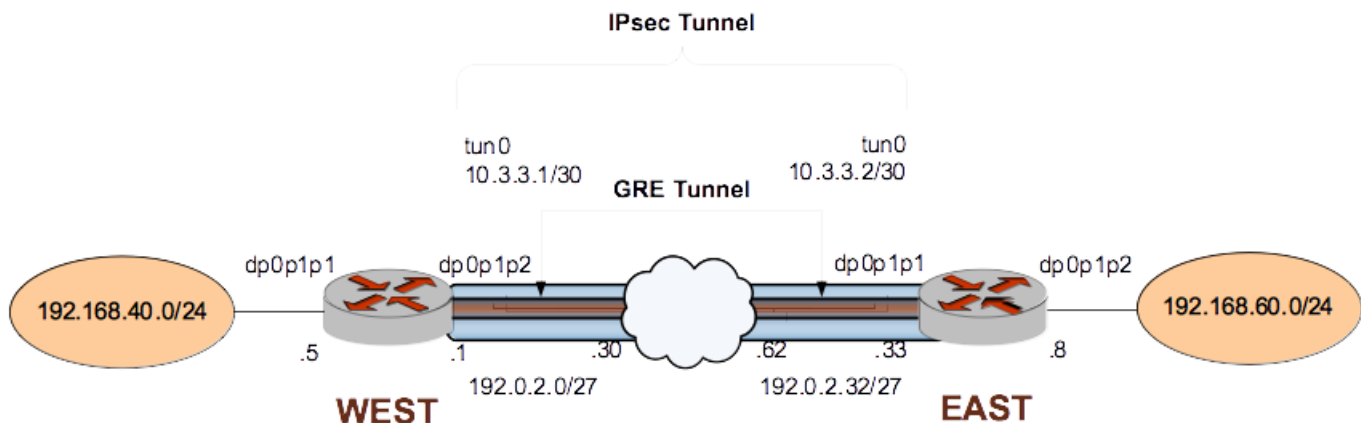 IPsec Tunnel
tun0
10.3.3.1/30
tun0
10.3.3.2/30
GRE Tunnel
dp0p1p1
dp0p1p2
dp0p1p1
dp0p1p2
192.168.40.0/24
192.168.60.0/24
.5
.1
.30
.62
.33
.8
192.0.2.0/27
192.0.2.32/27
WEST
EAST